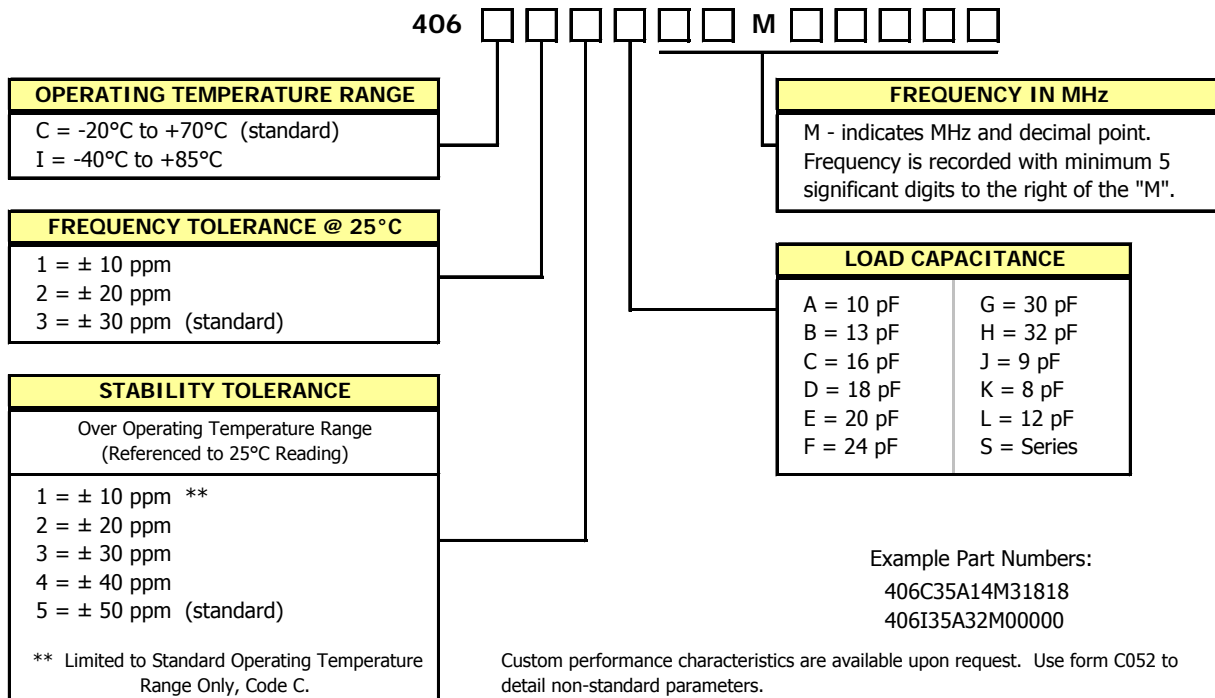 406 M
OPERATING TEMPERATURE RANGE
C = -20°C to +70°C (standard)
I = -40°C to +85°C
FREQUENCY TOLERANCE @ 25°C
1 = ± 10 ppm
2 = ± 20 ppm
3 = ± 30 ppm (standard)
STABILITY TOLERANCE
Over Operating Temperature Range
(Referenced to 25°C Reading)
1 = ± 10 ppm **
2 = ± 20 ppm
3 = ± 30 ppm
4 = ± 40 ppm
5 = ± 50 ppm (standard)
** Limited to Standard Operating Temperature
Range Only, Code C.
FREQUENCY IN MHz
M - indicates MHz and decimal point.
Frequency is recorded with minimum 5
significant digits to the right of the "M".
LOAD CAPACITANCE
A = 10 pF
B = 13 pF
C = 16 pF
D = 18 pF
E = 20 pF
F = 24 pF
G = 30 pF
H = 32 pF
J = 9 pF
K = 8 pF
L = 12 pF
S = Series
Example Part Numbers:
406C35A14M31818
406I35A32M00000
Custom performance characteristics are available upon request. Use form C052 to
detail non-standard parameters.